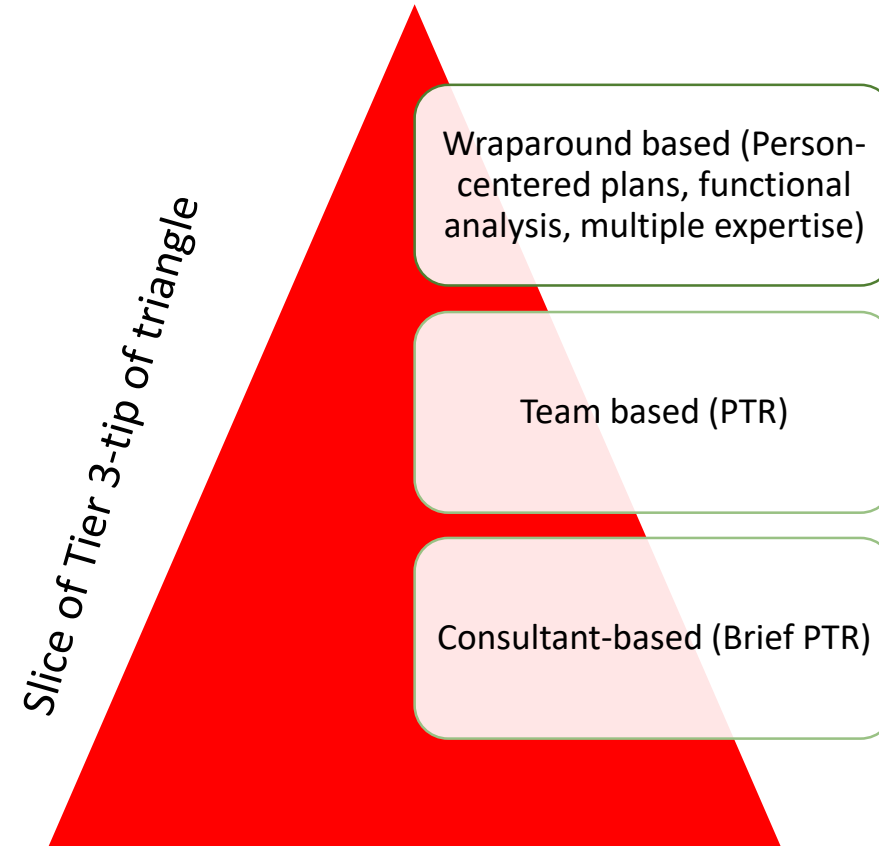 Slice of Tier 3-tip of triangle
Wraparound based (Person-
centered plans, functional
analysis, multiple expertise)
Team based (PTR)
Consultant-based (Brief PTR)